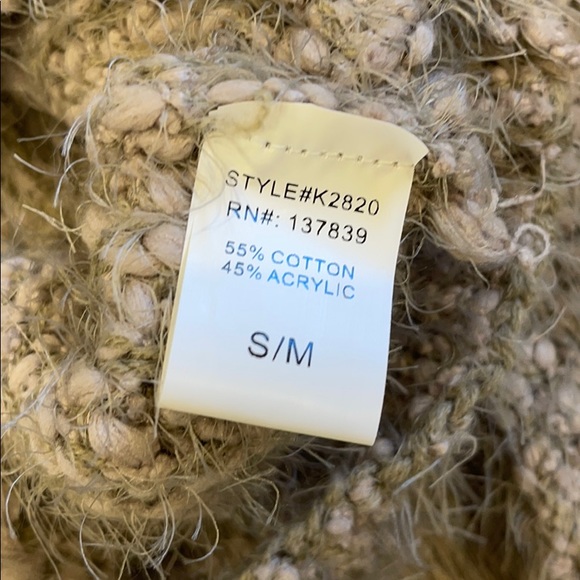 STYLE#K2820
RN#: 137839
55% COTTON
45% ACRYLIC
S/M